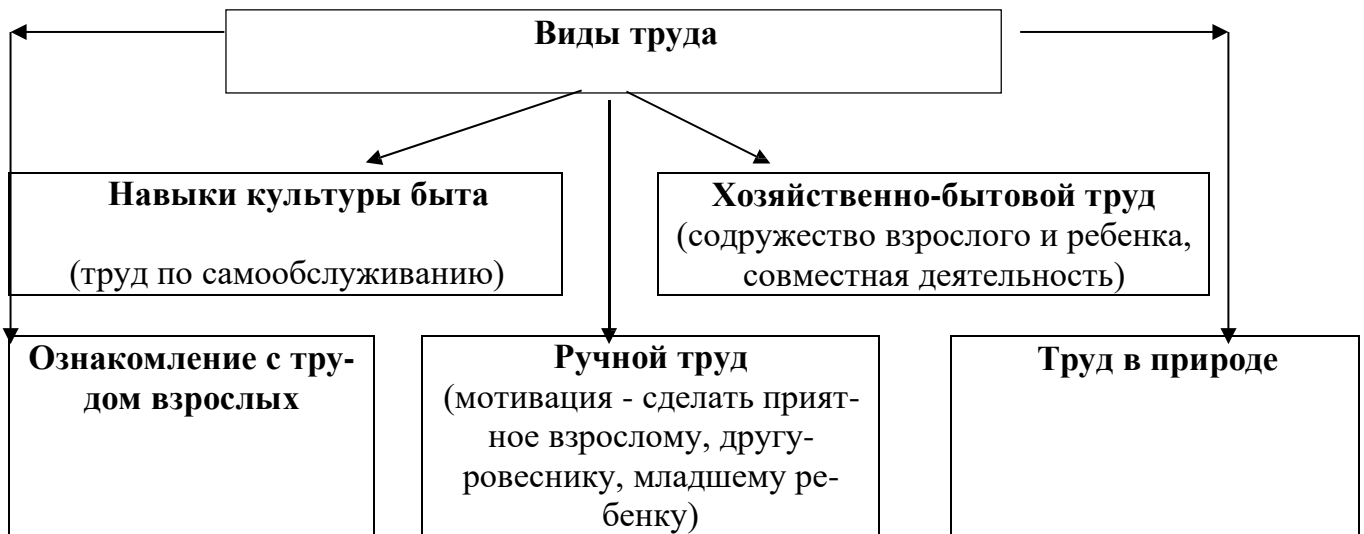 Виды труда
Навыки культуры быта
(труд по самообслуживанию)
Хозяйственно-бытовой труд
(содружество взрослого и ребенка,
совместная деятельность)
Ознакомление с тру-
дом взрослых
Ручной труд
(мотивация - сделать прият-
ное взрослому, другу-
ровеснику, младшему ре-
бенку)
Труд в природе